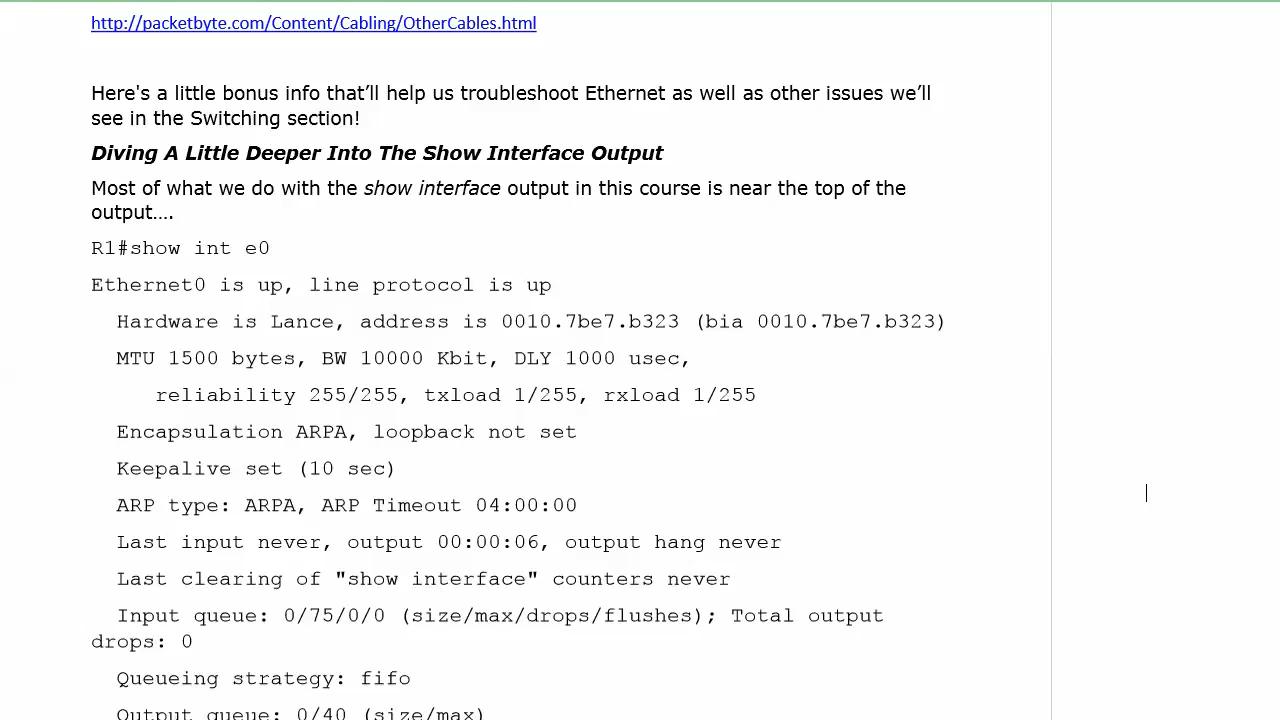 http://packetbyte.com/Content/Cabling/OtherCables.html
Here's a little bonus info that’ll help us troubleshoot Ethernet as well as other issues we’ll
see in the Switching section!
Diving A Little Deeper Into The Show Interface Output
Most of what we do with the show interface output in this course is near the top of the
output….
R1#show int e0
Ethernet0 is up, line protocol is up
Hardware is Lance, address is 0010.7be7.b323 (bia 0010.7be7.b323)
MTU 1500 bytes, BW 10000 Kbit, DLY 1000 usec,
reliability 255/255, txload 1/255, rxload 1/255
Encapsulation ARPA, loopback not set
Keepalive set (10 sec)
ARP type: ARPA, ARP Timeout 04:00:00
Last input never, output 00:00:06, output hang never
Last clearing of "show interface" counters never
Input queue: 0/75/0/0 (size/max/drops/flushes); Total output
drops: 0
Queueing strategy: fifo
Output queue: 0/40 (size/max)